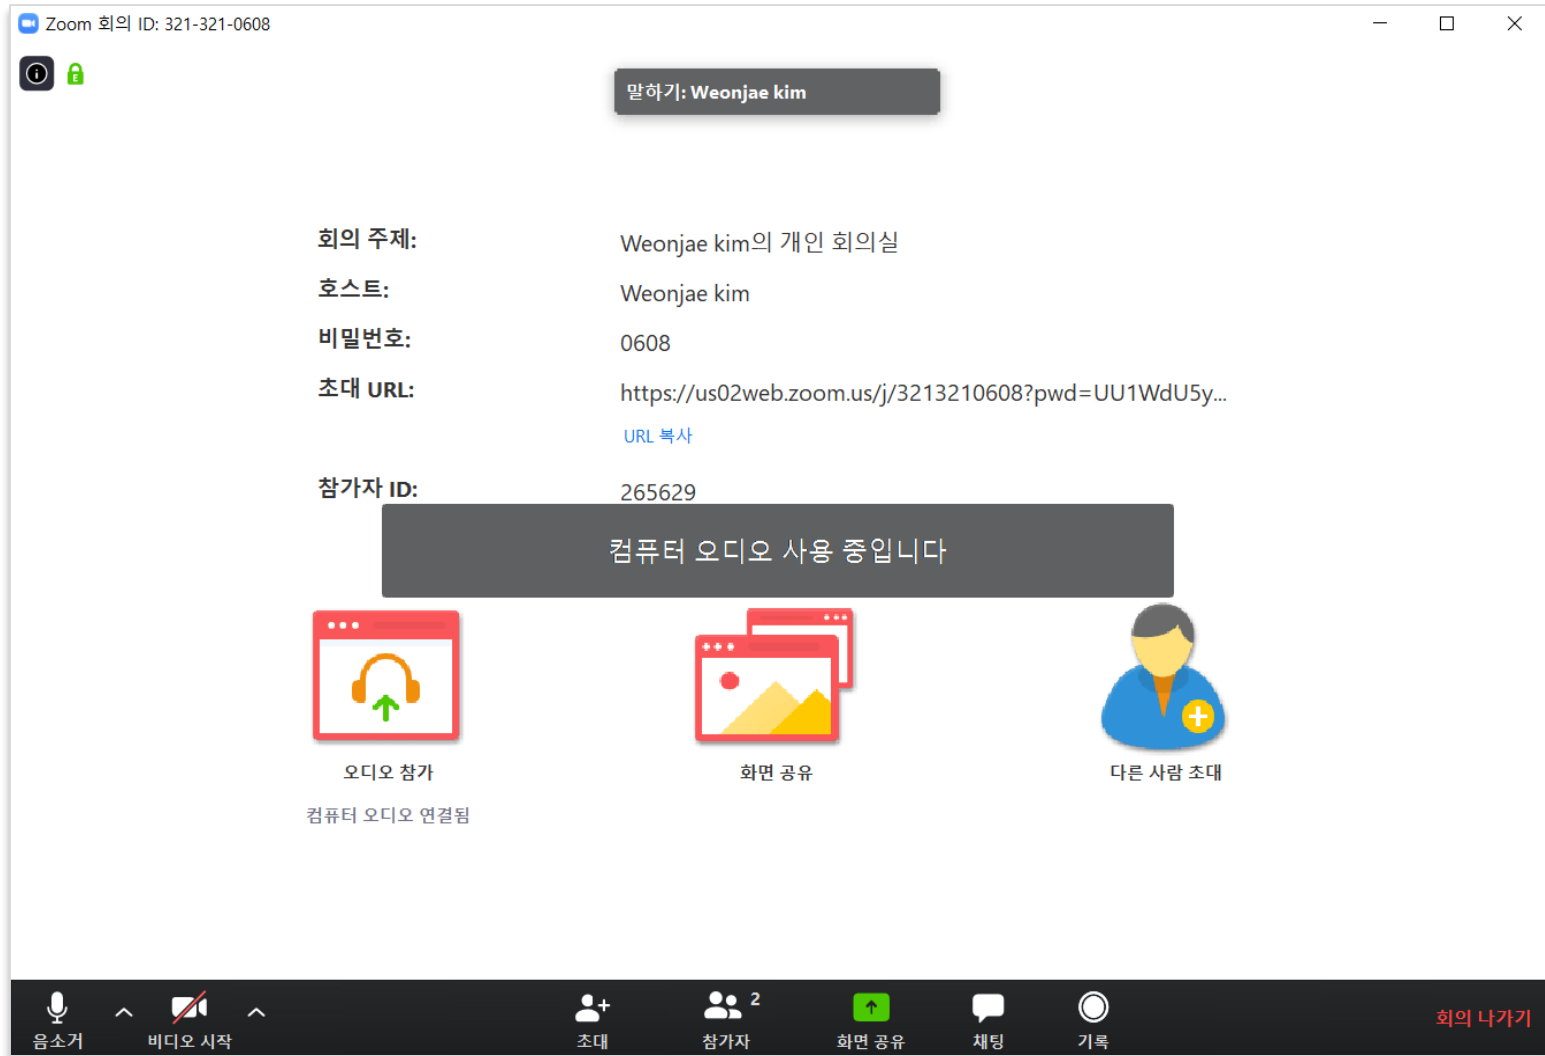 Zoom 회의 ID: 321-321-0608
말하기: Weonjae kim
회의 주제: Weonjae kim의 개인 회의실
호스트: Weonjae kim
비밀번호: 0608
초대 URL: https://us02web.zoom.us/j/3213210608?pwd=UU1WdU5y...
URL 복사
참가자 ID: 265629
컴퓨터 오디오 사용 중입니다
오디오 참가 화면 공유 다른 사람 초대
컴퓨터 오디오 연결됨
2
음소거 비디오 시작 초대 참가자 화면 공유 채팅 기록 회의 나가기